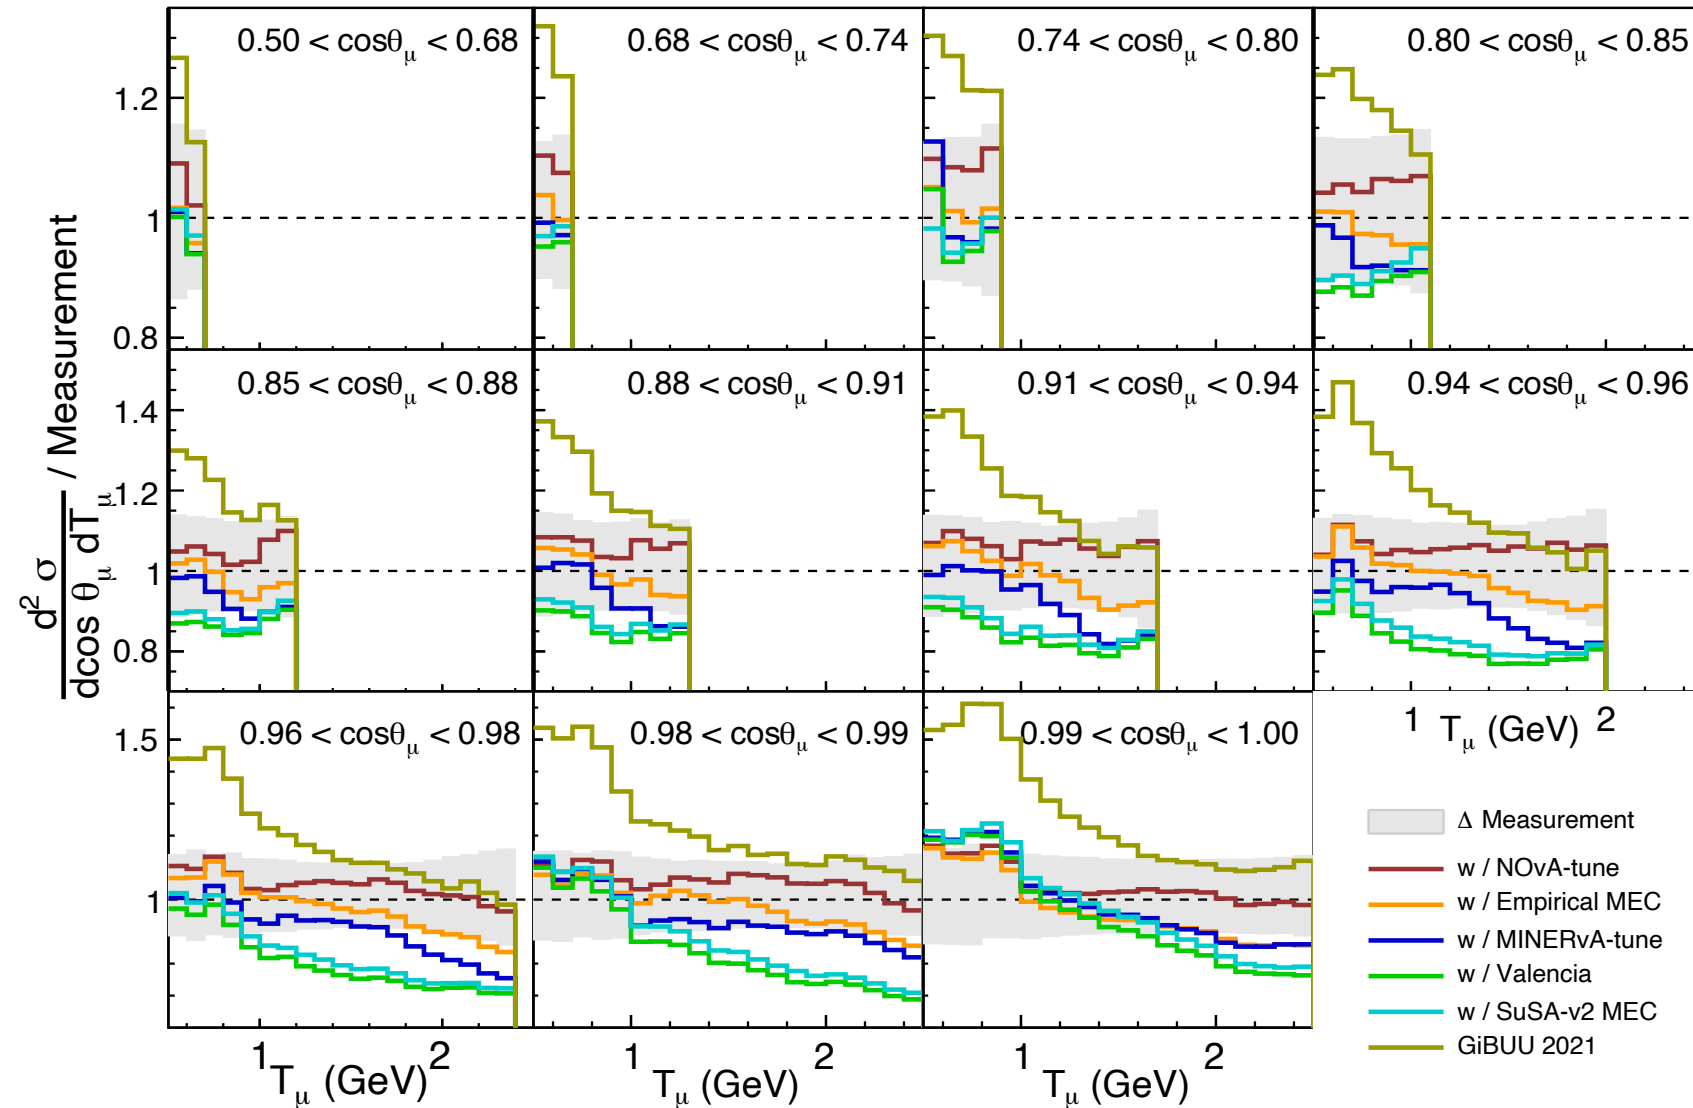 0.50 < cosθμ < 0.68
0.68 < cosθμ < 0.74
0.74 < cosθμ < 0.80
0.80 < cosθμ < 0.85
1.2
1
0.8
d² σ
dcos θμ dTμ
/ Measurement
0.85 < cosθμ < 0.88
0.88 < cosθμ < 0.91
0.91 < cosθμ < 0.94
0.94 < cosθμ < 0.96
1.4
1.2
1
0.8
1 Tμ (GeV) 2
0.96 < cosθμ < 0.98
0.98 < cosθμ < 0.99
0.99 < cosθμ < 1.00
1.5
1
1 2
Tμ (GeV)
1 2
Tμ (GeV)
1 2
Tμ (GeV)
Δ Measurement
w / NOvA-tune
w / Empirical MEC
w / MINERvA-tune
w / Valencia
w / SuSA-v2 MEC
GiBUU 2021